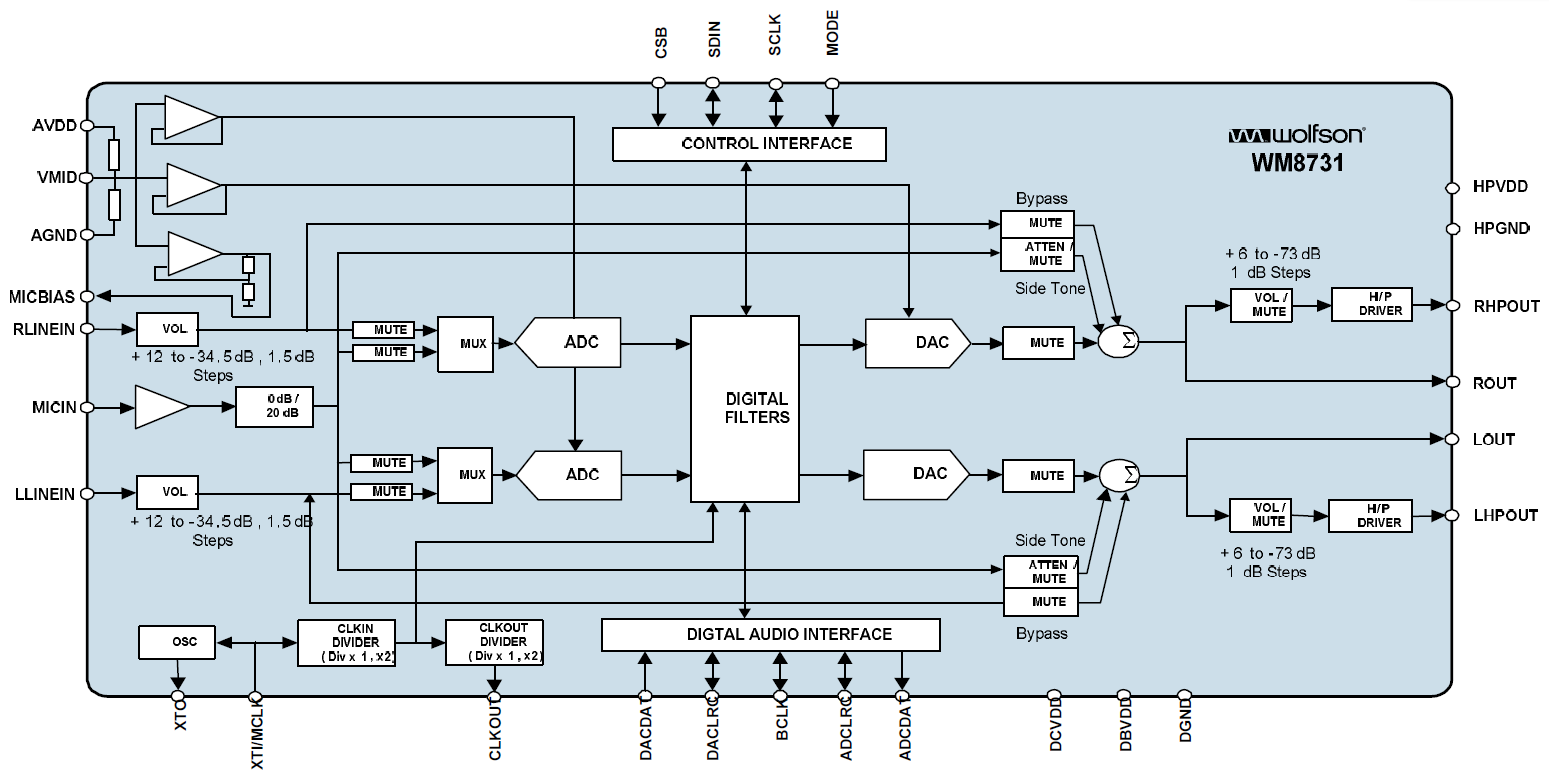 CSB
SDIN
SCLK
MODE
wolfson
WM8731
CONTROL INTERFACE
AVDD
VMID
AGND
MICBIAS
RLINEIN
MICIN
LLINEIN
VOL
+ 12 to -34.5 dB , 1.5 dB
Steps
0 dB /
20 dB
VOL
+ 12 to -34.5 dB , 1.5 dB
Steps
MUTE
MUTE
MUX
ADC
MUTE
MUTE
MUX
ADC
DIGITAL
FILTERS
DAC
DAC
Bypass
MUTE
ATTEN /
MUTE
Side Tone
MUTE
Σ
MUTE
Σ
Side Tone
ATTEN /
MUTE
MUTE
Bypass
+ 6 to -73 dB
1 dB Steps
VOL /
MUTE
H/P
DRIVER
VOL /
MUTE
H/P
DRIVER
+ 6 to -73 dB
1 dB Steps
HPVDD
HPGND
RHPOUT
ROUT
LOUT
LHPOUT
OSC
CLKIN
DIVIDER
( Div x 1 , x2)
CLKOUT
DIVIDER
( Div x 1 , x2)
DIGTAL AUDIO INTERFACE
XTO
XTI/MCLK
CLKOUT
DACDAT
DACLRC
BCLK
ADCLRC
ADCDAT
DCVDD
DBVDD
DGND